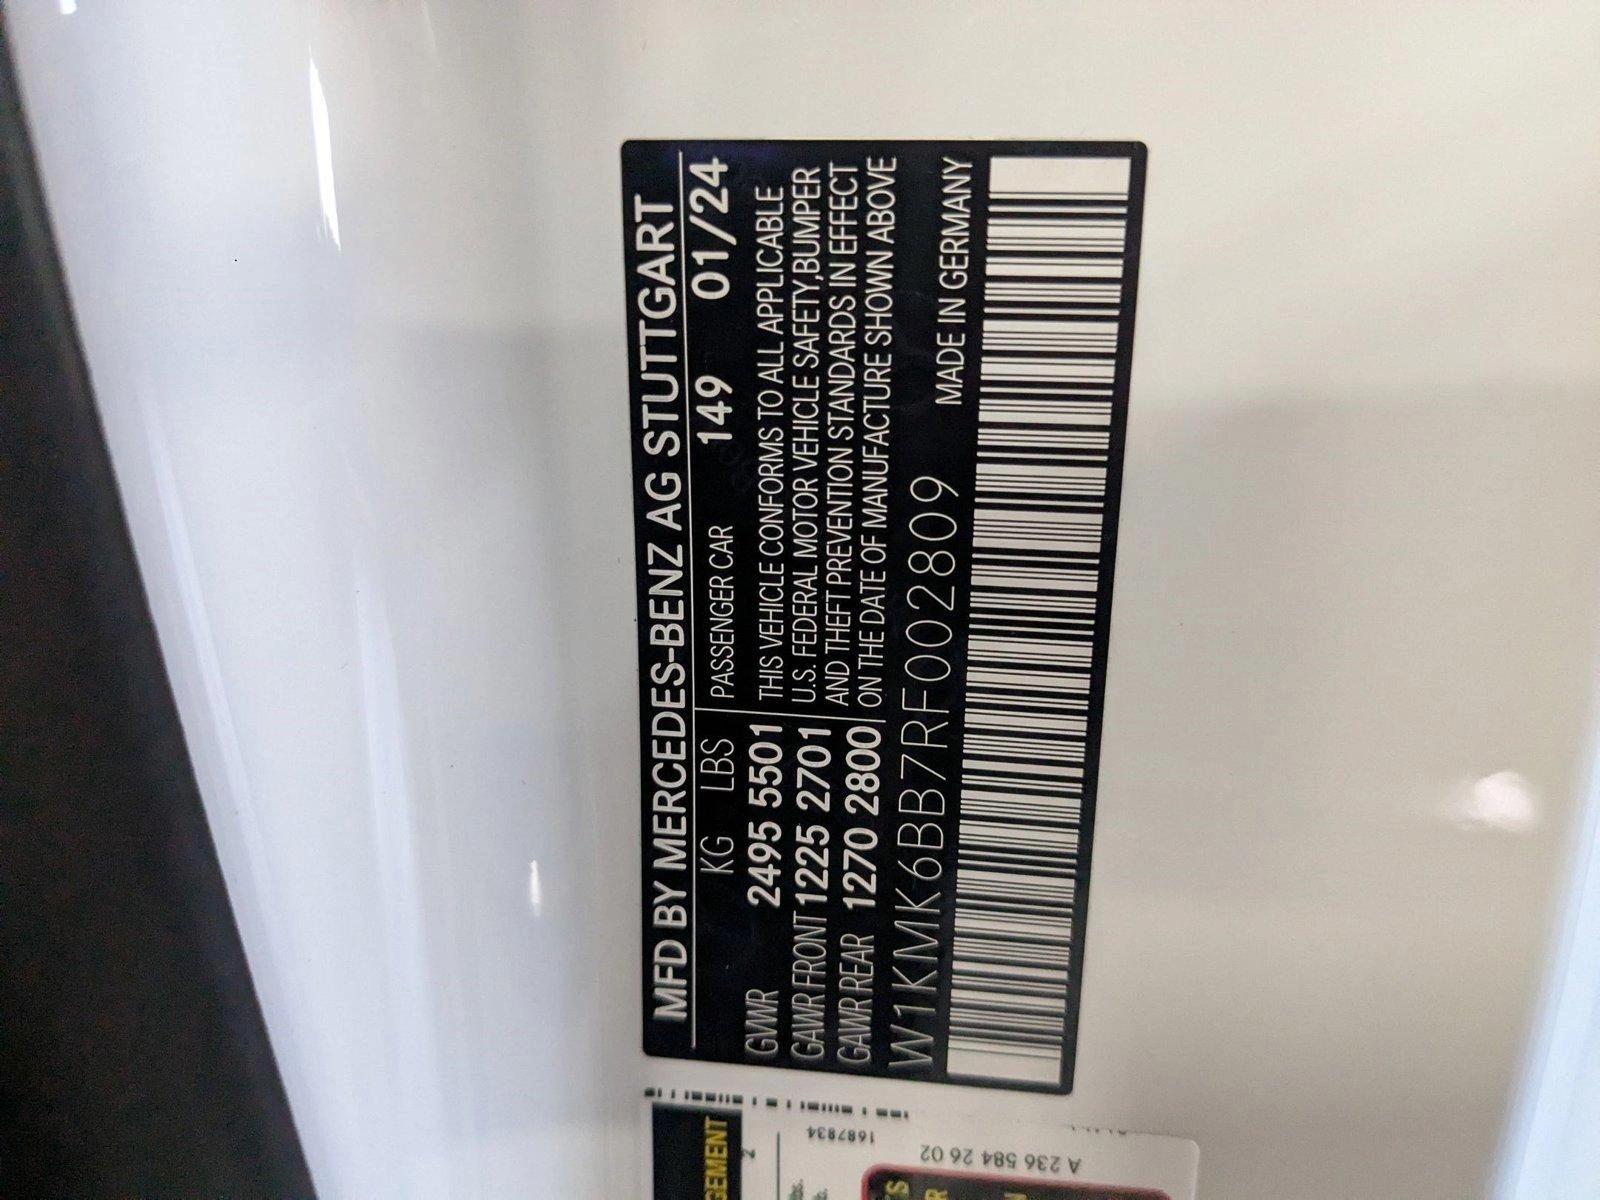 MFD BY MERCEDES-BENZ AG STUTTGART
KG LBS PASSENGER CAR 149 01/24
GVWR 2495 5501 THIS VEHICLE CONFORMS TO ALL APPLICABLE
GAWR FRONT 1225 2701 U.S. FEDERAL MOTOR VEHICLE SAFETY,BUMPER
GAWR REAR 1270 2800 AND THEFT PREVENTION STANDARDS IN EFFECT
ON THE DATE OF MANUFACTURE SHOWN ABOVE
W1KMK6BB7RF002809 MADE IN GERMANY
GEMENT
2
1687834
A 236 584 26 02